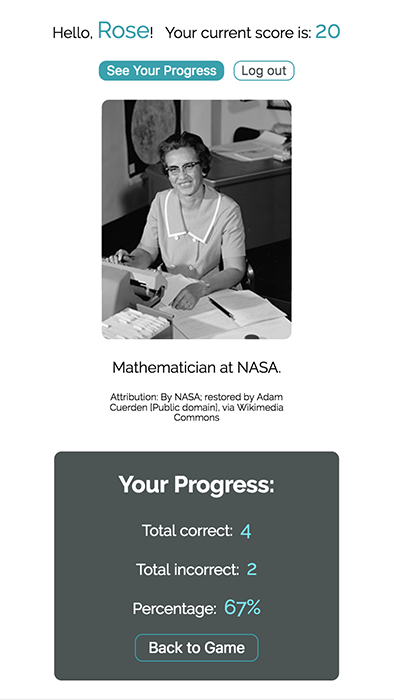 Hello, Rose! Your current score is: 20
See Your Progress Log out
Mathematician at NASA.
Attribution: By NASA; restored by Adam
Cuerden [Public domain], via Wikimedia
Commons
Your Progress:
Total correct: 4
Total incorrect: 2
Percentage: 67%
Back to Game